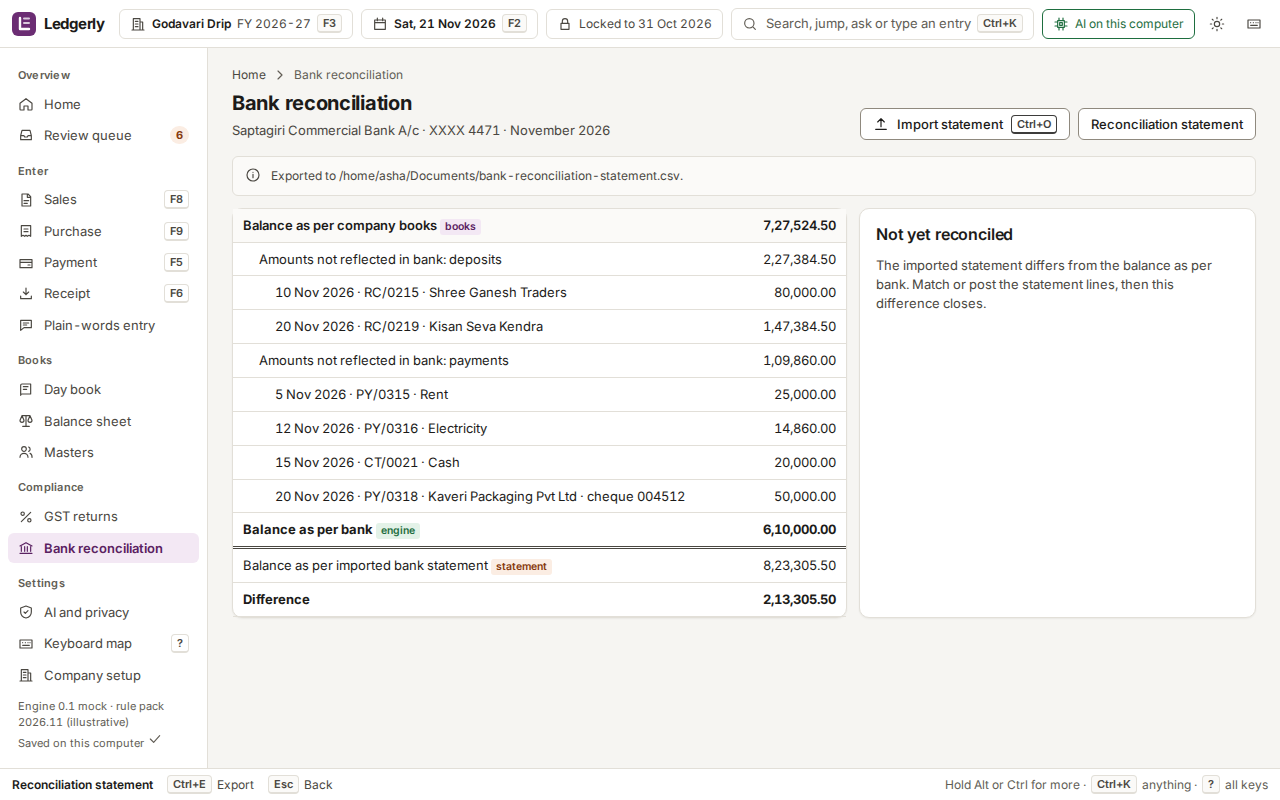 Ledgerly
Godavari Drip FY 2026-27 F3
Sat, 21 Nov 2026 F2
Locked to 31 Oct 2026
Search, jump, ask or type an entry Ctrl+K
AI on this computer
Overview
Home
Review queue 6
Enter
Sales F8
Purchase F9
Payment F5
Receipt F6
Plain-words entry
Books
Day book
Balance sheet
Masters
Compliance
GST returns
Bank reconciliation
Settings
AI and privacy
Keyboard map ?
Company setup
Engine 0.1 mock · rule pack
2026.11 (illustrative)
Saved on this computer
Home > Bank reconciliation
Bank reconciliation
Saptagiri Commercial Bank A/c · XXXX 4471 · November 2026
Import statement Ctrl+O
Reconciliation statement
Exported to /home/asha/Documents/bank-reconciliation-statement.csv.
Balance as per company books books 7,27,524.50
Amounts not reflected in bank: deposits 2,27,384.50
10 Nov 2026 · RC/0215 · Shree Ganesh Traders 80,000.00
20 Nov 2026 · RC/0219 · Kisan Seva Kendra 1,47,384.50
Amounts not reflected in bank: payments 1,09,860.00
5 Nov 2026 · PY/0315 · Rent 25,000.00
12 Nov 2026 · PY/0316 · Electricity 14,860.00
15 Nov 2026 · CT/0021 · Cash 20,000.00
20 Nov 2026 · PY/0318 · Kaveri Packaging Pvt Ltd · cheque 004512 50,000.00
Balance as per bank engine 6,10,000.00
Balance as per imported bank statement statement 8,23,305.50
Difference 2,13,305.50
Not yet reconciled
The imported statement differs from the balance as per
bank. Match or post the statement lines, then this
difference closes.
Reconciliation statement Ctrl+E Export Esc Back
Hold Alt or Ctrl for more · Ctrl+K anything · ? all keys